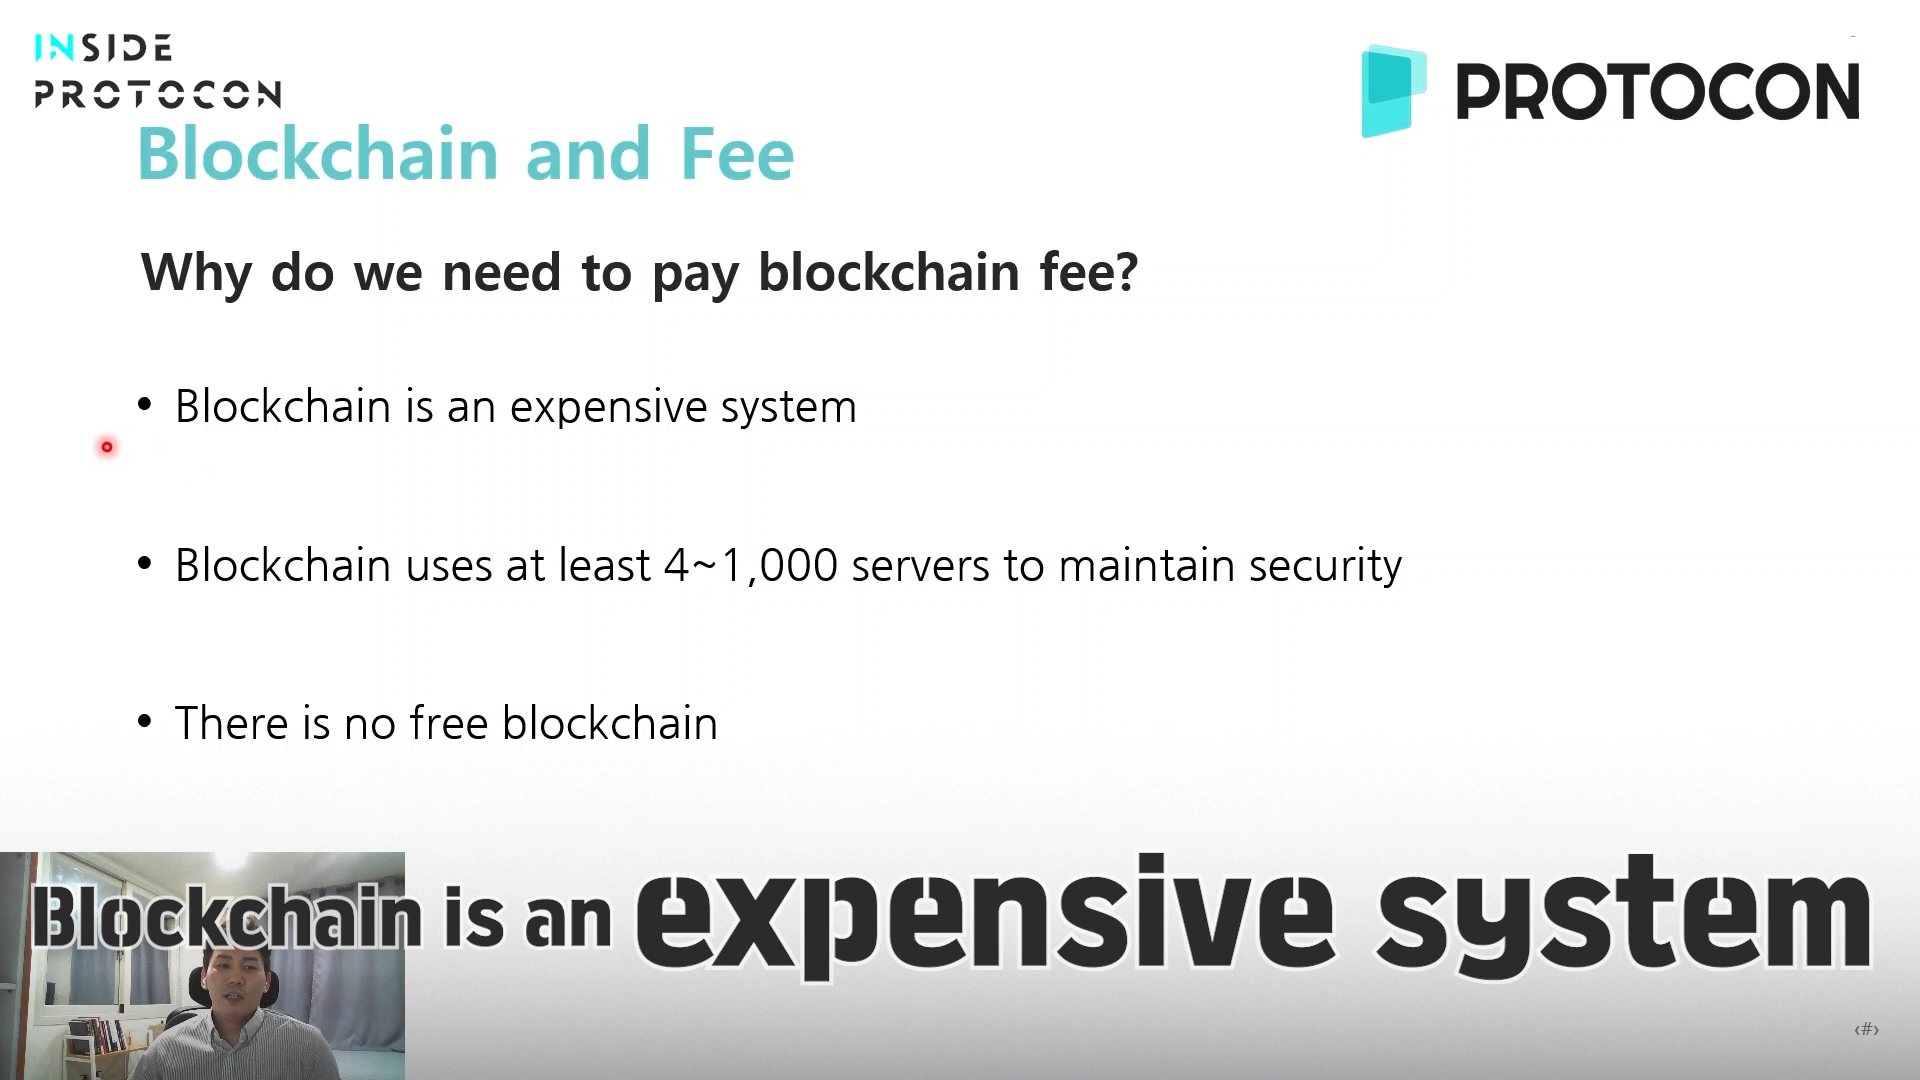 INSIDE
PROTOCON
PROTOCON
Blockchain and Fee
Why do we need to pay blockchain fee?
• Blockchain is an expensive system
• Blockchain uses at least 4~1,000 servers to maintain security
• There is no free blockchain
Blockchain is an expensive system
‹#›